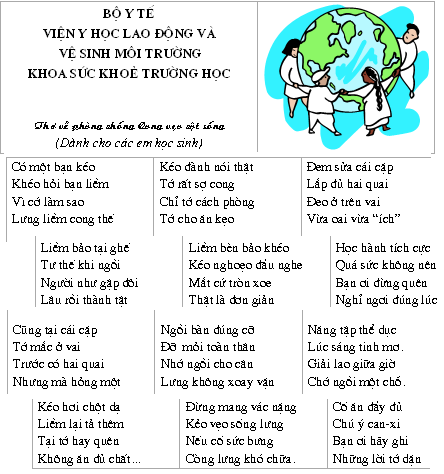 BỘ Y TẾ
VIỆN Y HỌC LAO ĐỘNG VÀ
VỆ SINH MÔI TRƯỜNG
KHOA SỨC KHOẺ TRƯỜNG HỌC
Thơ về phòng chống Cong vẹo cột sống
(Dành cho các em học sinh)
Có một bạn kéo
Khéo hỏi bạn liềm
Vì cớ làm sao
Lưng liềm cong thế
Kéo đành nói thật
Tớ rất sợ cong
Chỉ tớ cách phòng
Tớ cho ăn kẹo
Đem sửa cái cặp
Lắp đủ hai quai
Đeo ở trên vai
Vừa oai vừa “ích”
Liềm bảo tại ghế
Tư thế khi ngồi
Người như gập đôi
Lâu rồi thành tật
Liềm bèn bảo khéo
Kéo nghoẹo đầu nghe
Mắt cứ tròn xoe
Thật là đơn giản
Học hành tích cực
Quá sức không nên
Bạn ơi đừng quên
Nghỉ ngơi đúng lúc
Cũng tại cái cặp
Tớ mắc ở vai
Trước có hai quai
Nhưng mà hỏng một
Ngồi bàn đúng cỡ
Đỡ mỏi toàn thân
Nhớ ngồi cho cân
Lưng không xoay vặn
Năng tập thể dục
Lúc sáng tinh mơ.
Giải lao giữa giờ
Chớ ngồi một chỗ.
Kéo hơi chột dạ
Liềm lại tả thêm
Tại tớ hay quên
Không ăn đủ chất...
Đừng mang vác nặng
Kẻo vẹo sống lưng
Nếu có sức bưng
Còng lưng khó chữa.
Cố ăn đầy đủ
Chú ý can-xi
Bạn ơi hãy ghi
Những lời tớ dặn